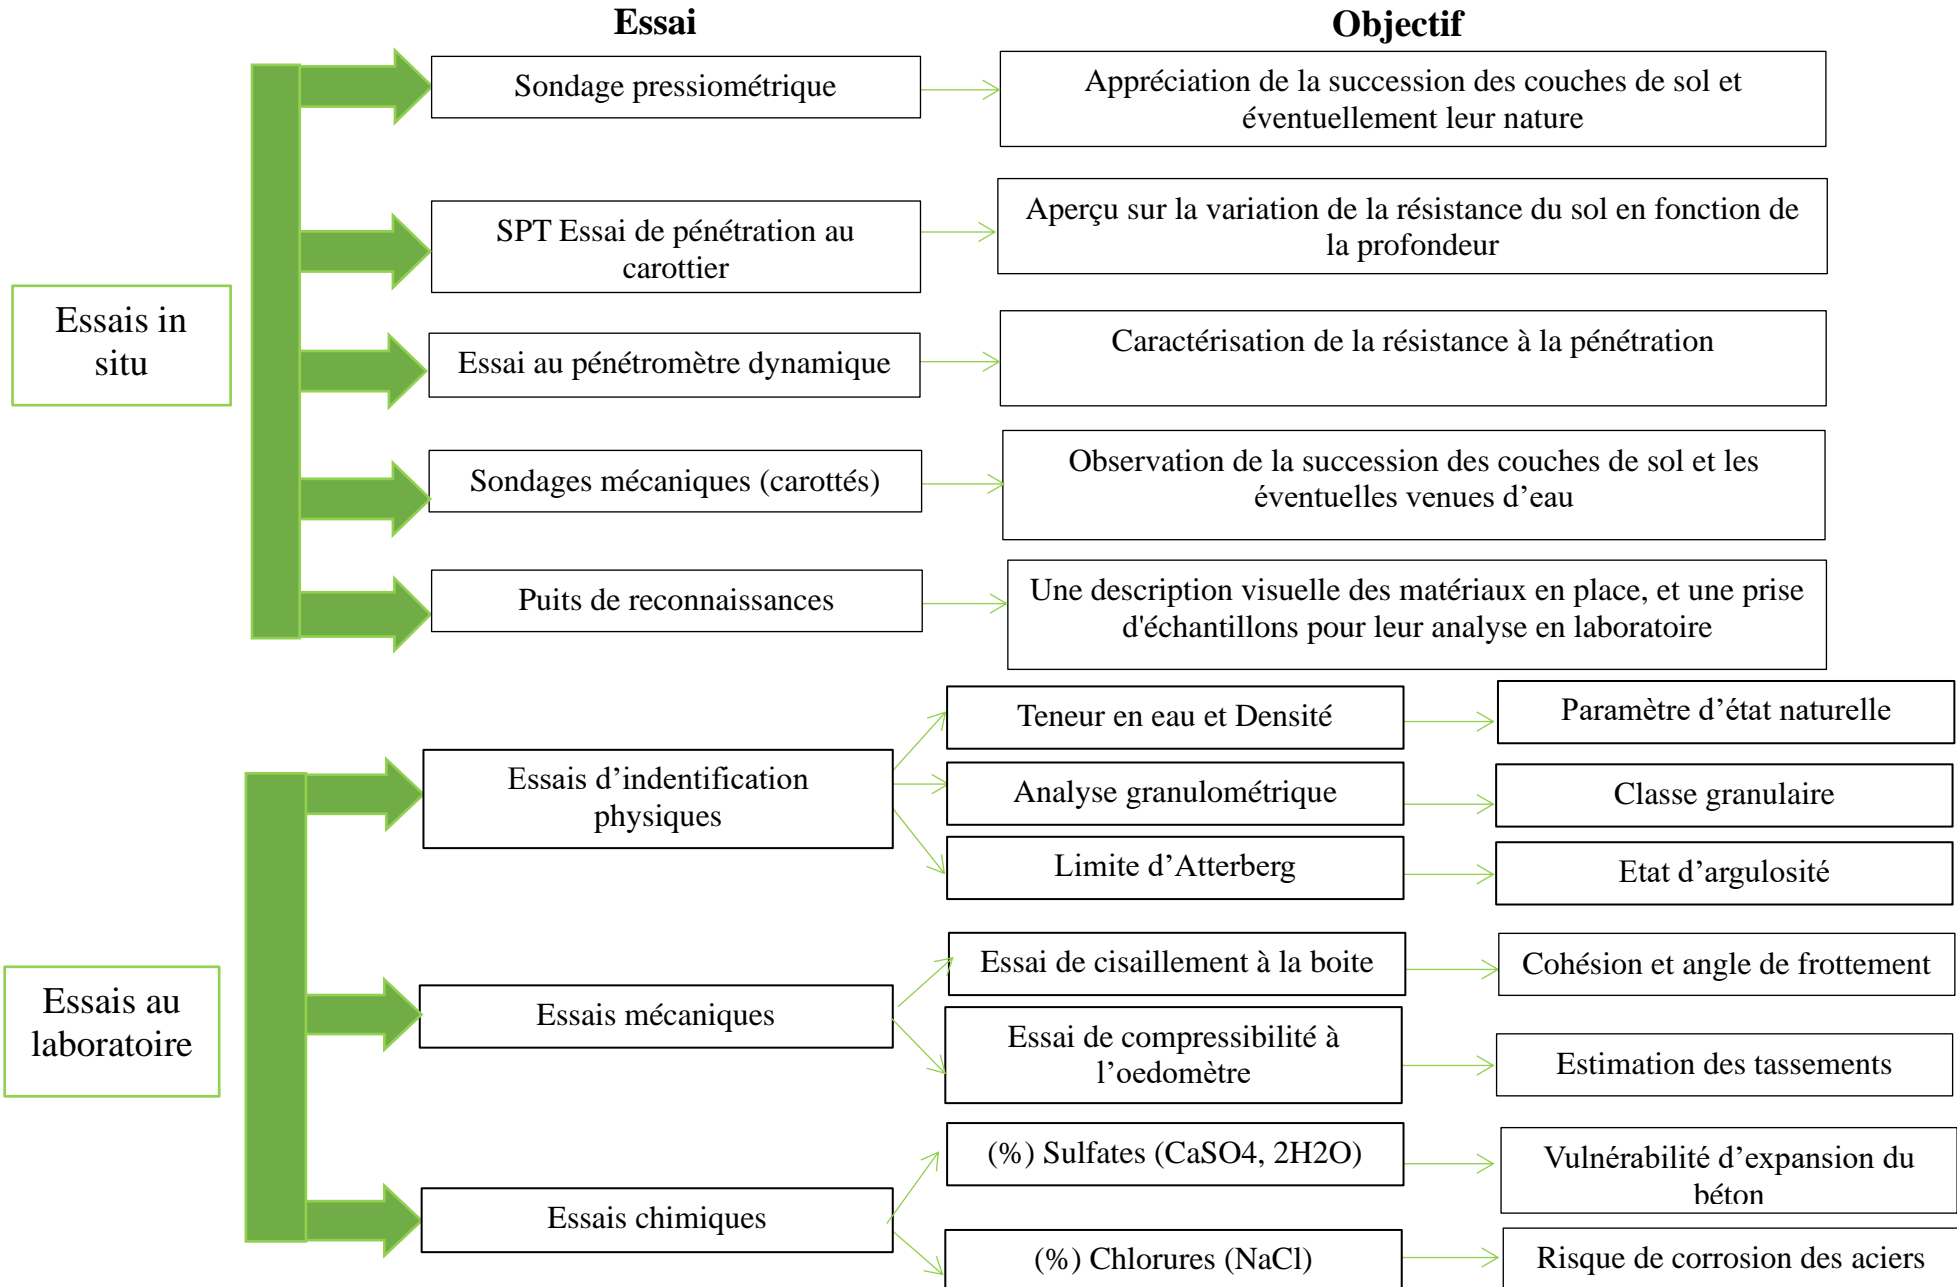 Essai
Objectif
Essais in
situ
Sondage pressiométrique
Appréciation de la succession des couches de sol et
éventuellement leur nature
SPT Essai de pénétration au
carottier
Aperçu sur la variation de la résistance du sol en fonction de
la profondeur
Essai au pénétromètre dynamique
Caractérisation de la résistance à la pénétration
Sondages mécaniques (carottés)
Observation de la succession des couches de sol et les
éventuelles venues d’eau
Puits de reconnaissances
Une description visuelle des matériaux en place, et une prise
d'échantillons pour leur analyse en laboratoire
Essais au
laboratoire
Essais d’indentification
physiques
Teneur en eau et Densité
Paramètre d’état naturelle
Analyse granulométrique
Classe granulaire
Limite d’Atterberg
Etat d’argulosité
Essais mécaniques
Essai de cisaillement à la boite
Cohésion et angle de frottement
Essai de compressibilité à
l’oedomètre
Estimation des tassements
Essais chimiques
(%) Sulfates (CaSO4, 2H2O)
Vulnérabilité d’expansion du
béton
(%) Chlorures (NaCl)
Risque de corrosion des aciers